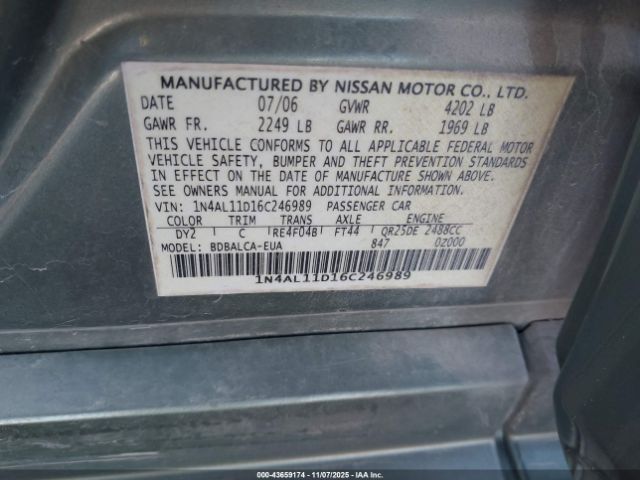 MANUFACTURED BY NISSAN MOTOR CO., LTD.
DATE 07/06 GVWR 4202 LB
GAWR FR. 2249 LB GAWR RR. 1969 LB
THIS VEHICLE CONFORMS TO ALL APPLICABLE FEDERAL MOTOR
VEHICLE SAFETY, BUMPER AND THEFT PREVENTION STANDARDS
IN EFFECT ON THE DATE OF MANUFACTURE SHOWN ABOVE.
SEE OWNERS MANUAL FOR ADDITIONAL INFORMATION.
VIN: 1N4AL11D16C246989 PASSENGER CAR
COLOR TRIM TRANS AXLE ENGINE
DY2 C RE4F04B FT44 QR25DE 2488CC
MODEL: BDBALCA-EUA 847 02000
1N4AL11D16C246989
000-43659174 | 11/07/2025 | IAAI.COM